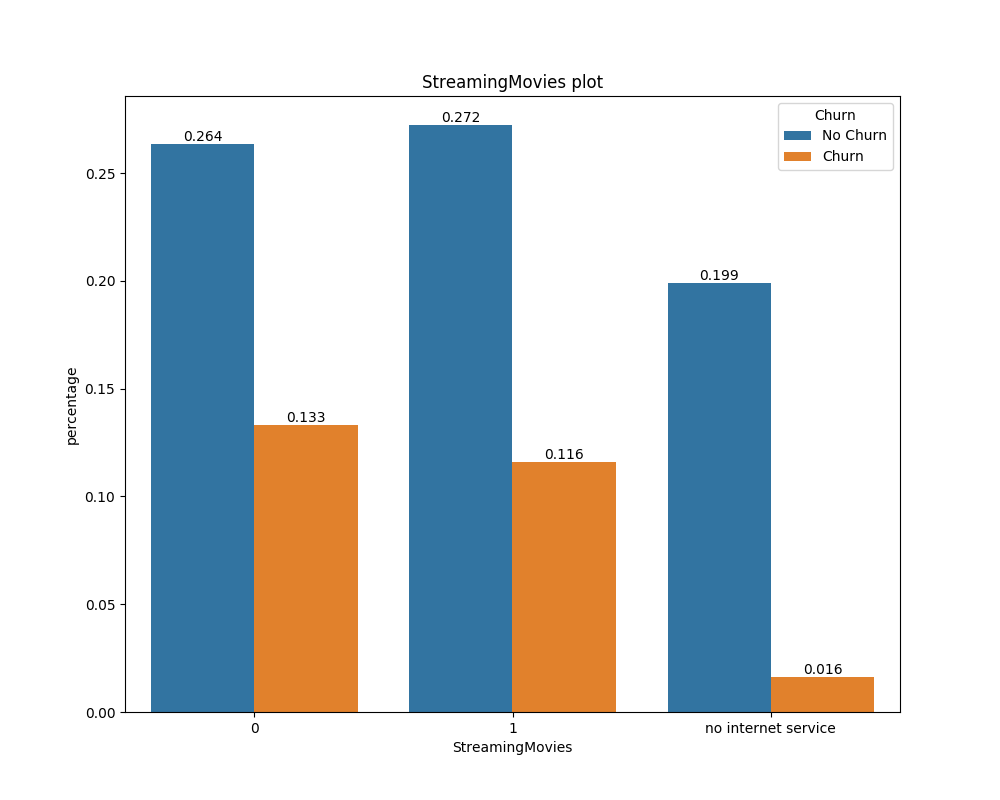 StreamingMovies plot
Churn
No Churn
Churn
0.264
0.272
0.199
0.133
0.116
0.016
0.25
0.20
0.15
0.10
0.05
0.00
percentage
0
1
no internet service
StreamingMovies